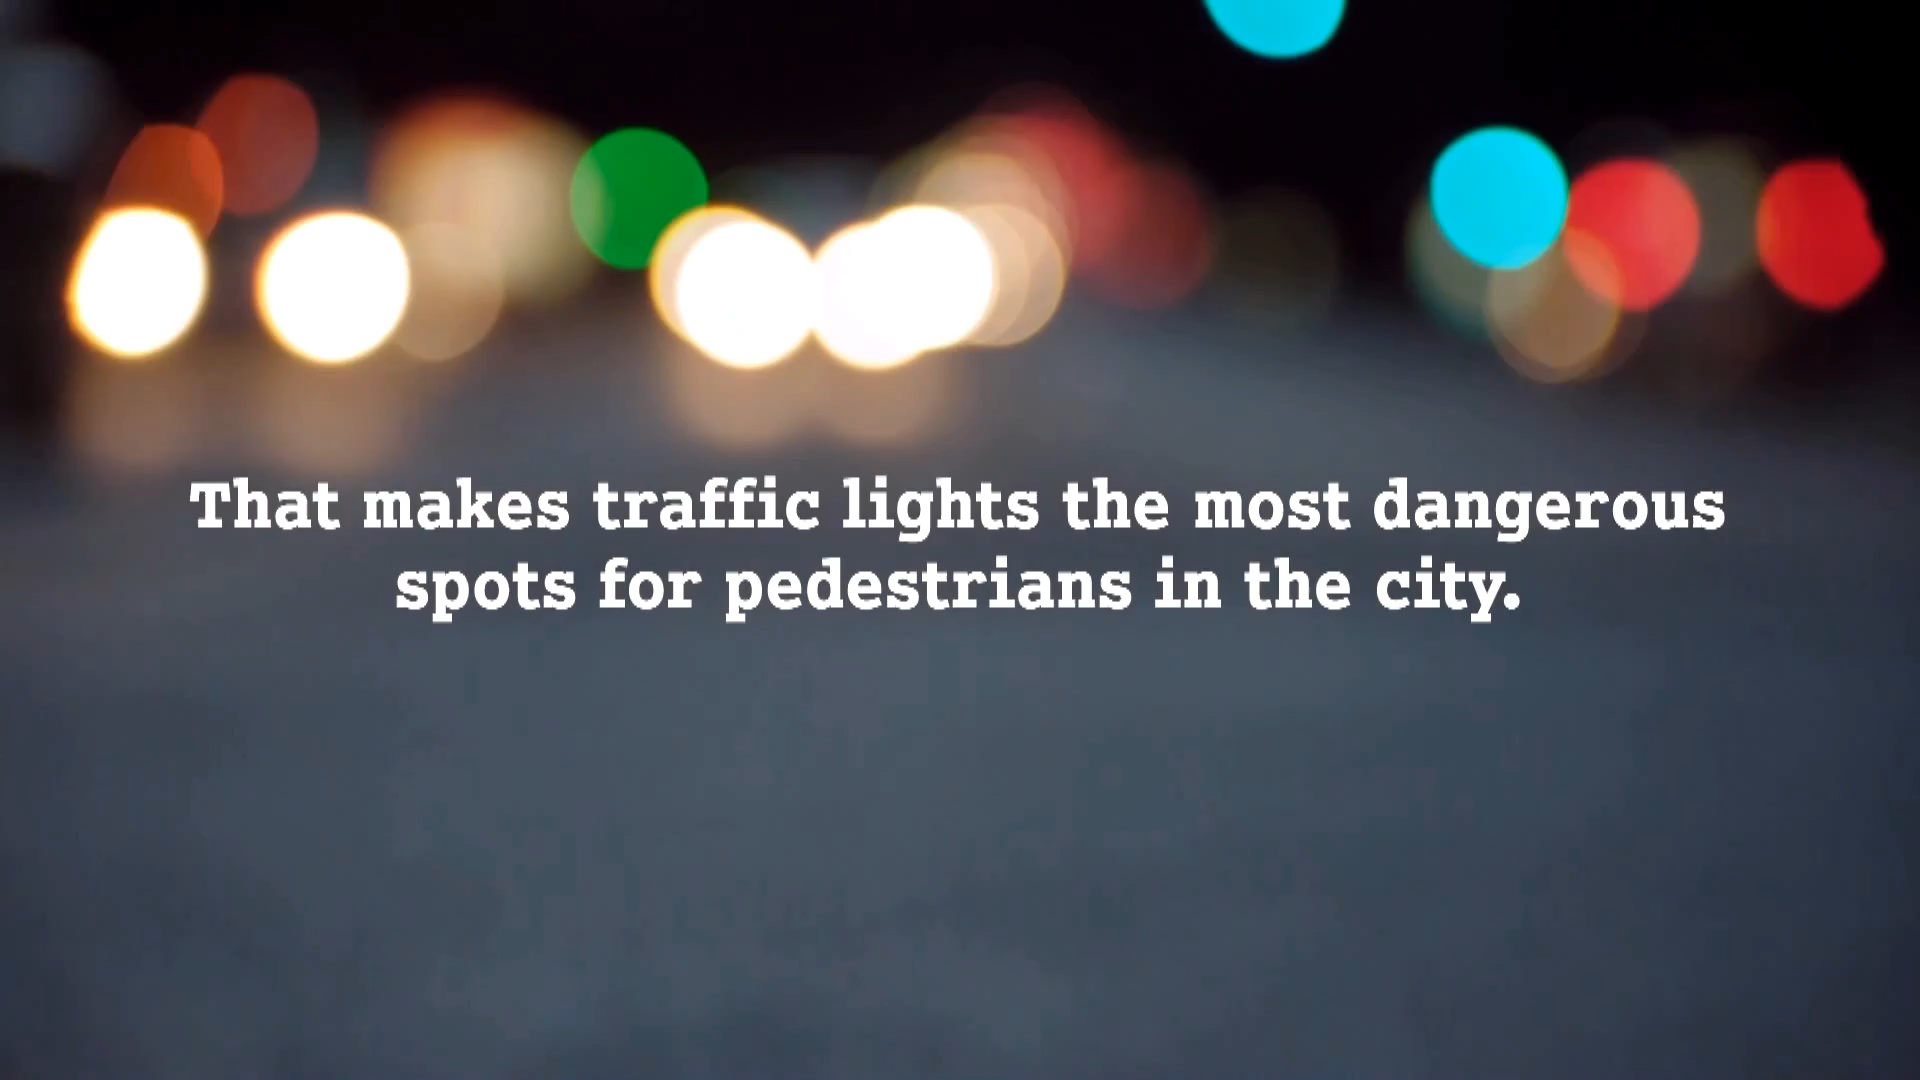 That makes traffic lights the most dangerous
spots for pedestrians in the city.